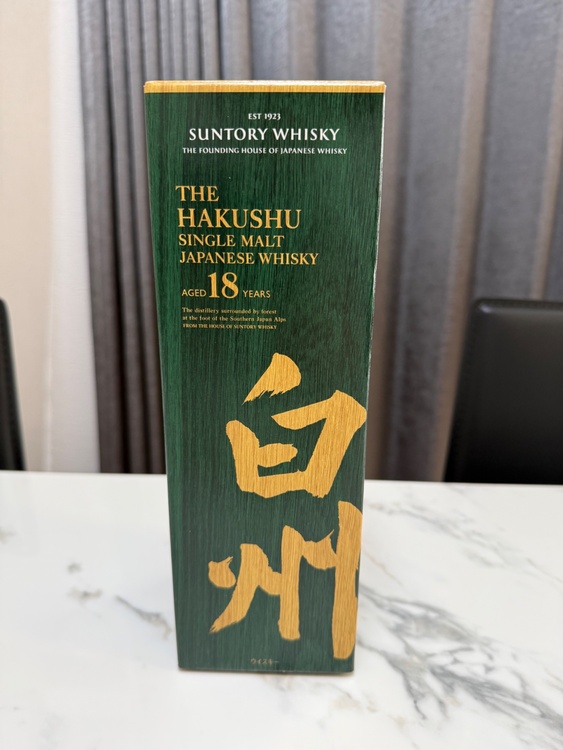 EST 1923
SUNTORY WHISKY
THE FOUNDING HOUSE OF JAPANESE WHISKY
THE
HAKUSHU
SINGLE MALT
JAPANESE WHISKY
AGED 18 YEARS
The distillery surrounded by forest
at the foot of the Southern Japan Alps
FROM THE HOUSE OF SUNTORY WHISKY
白州
ウイスキー